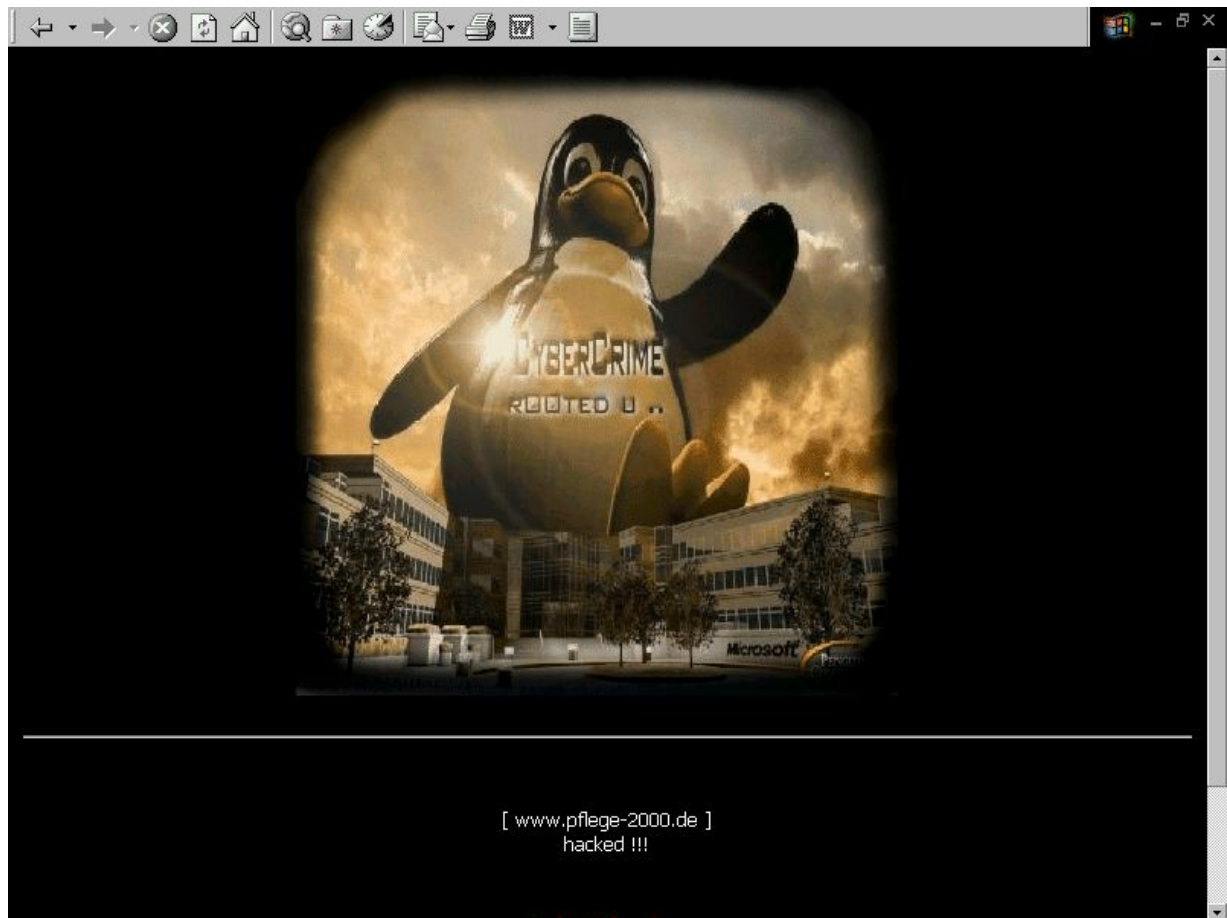 CYBERCRIME
ROOTED U ..
Microsoft
[ www.pflege-2000.de ]
hacked !!!